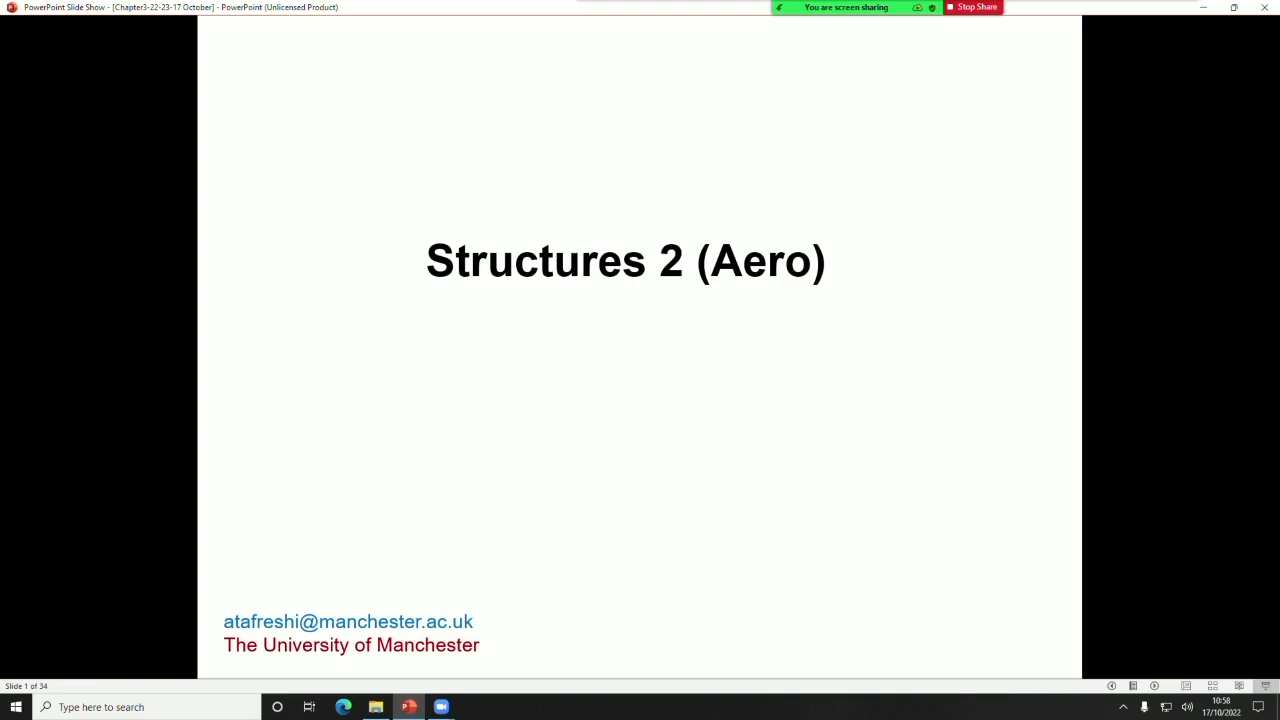 PowerPoint Slide Show - [Chapter3-22-23-17 October] - PowerPoint (Unlicensed Product)
You are screen sharing
Stop Share
Structures 2 (Aero)
atafreshi@manchester.ac.uk
The University of Manchester
Slide 1 of 34
Type here to search
10:58
17/10/2022